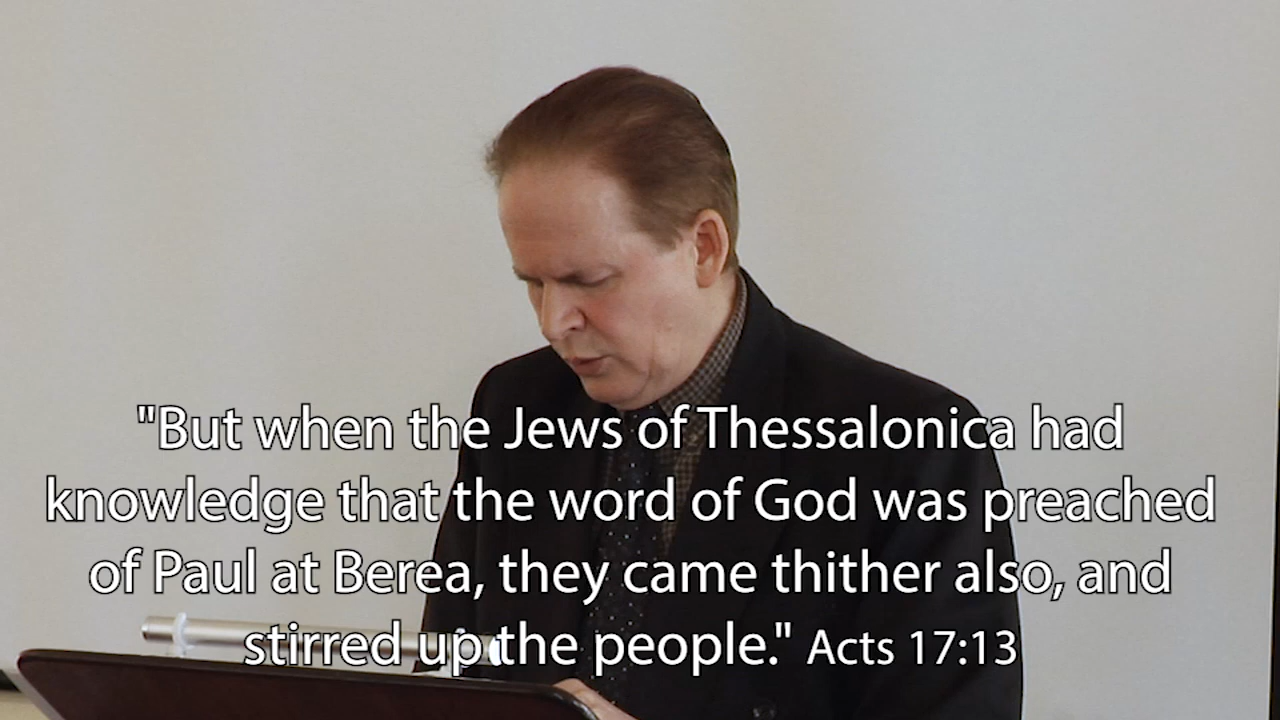 "But when the Jews of Thessalonica had
knowledge that the word of God was preached
of Paul at Berea, they came thither also, and
stirred up the people." Acts 17:13